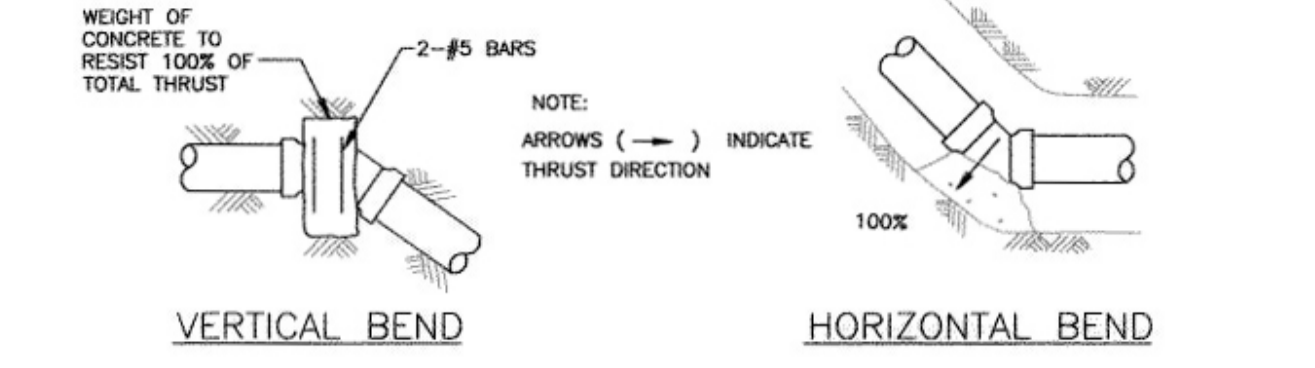 WEIGHT OF
CONCRETE TO
RESIST 100% OF
TOTAL THRUST
2-#5 BARS
NOTE:
ARROWS ( → ) INDICATE
THRUST DIRECTION
100%
VERTICAL BEND
HORIZONTAL BEND